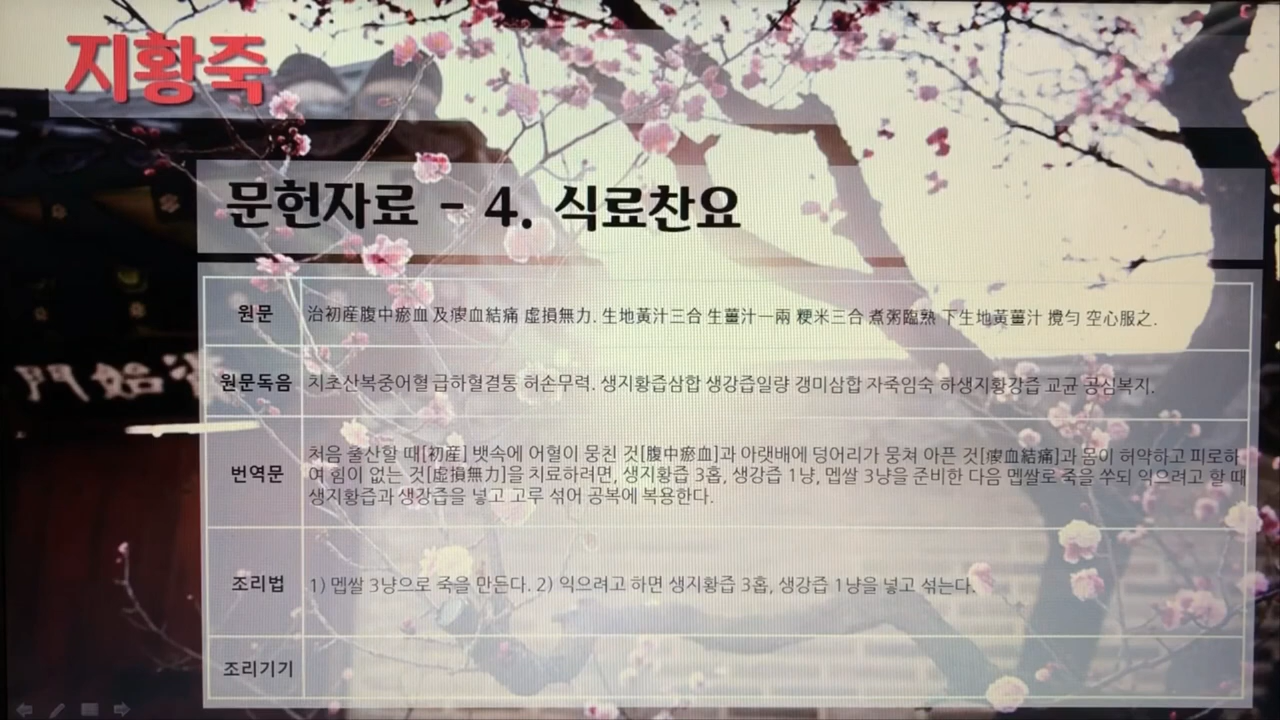 지황죽
문헌자료 - 4. 식료찬요
원문
治初産腹中瘀血及瘕血結痛 虛損無力. 生地黃汁三合 生薑汁一兩 粳米三合 煮粥臨熟 下生地黃薑汁 攪勻 空心服之.
원문독음
지초산복중어혈급하혈결통 허손무력. 생지황즙삼합 생강즙일량 갱미삼합 자죽임숙 하생지황강즙 교균 공심복지.
번역문
처음 출산할 때[初産] 뱃속에 어혈이 뭉친 것[腹中瘀血]과 아랫배에 덩어리가 뭉쳐 아픈 것[瘕血結痛]과 몸이 허약하고 피로하
여 힘이 없는 것[虛損無力]을 치료하려면, 생지황즙 3홉, 생강즙 1냥, 멥쌀 3냥을 준비한 다음 멥쌀로 죽을 쑤되 익으려고 할 때
생지황즙과 생강즙을 넣고 고루 섞어 공복에 복용한다.
조리법
1) 멥쌀 3냥으로 죽을 만든다. 2) 익으려고 하면 생지황즙 3홉, 생강즙 1냥을 넣고 섞는다.
조리기기